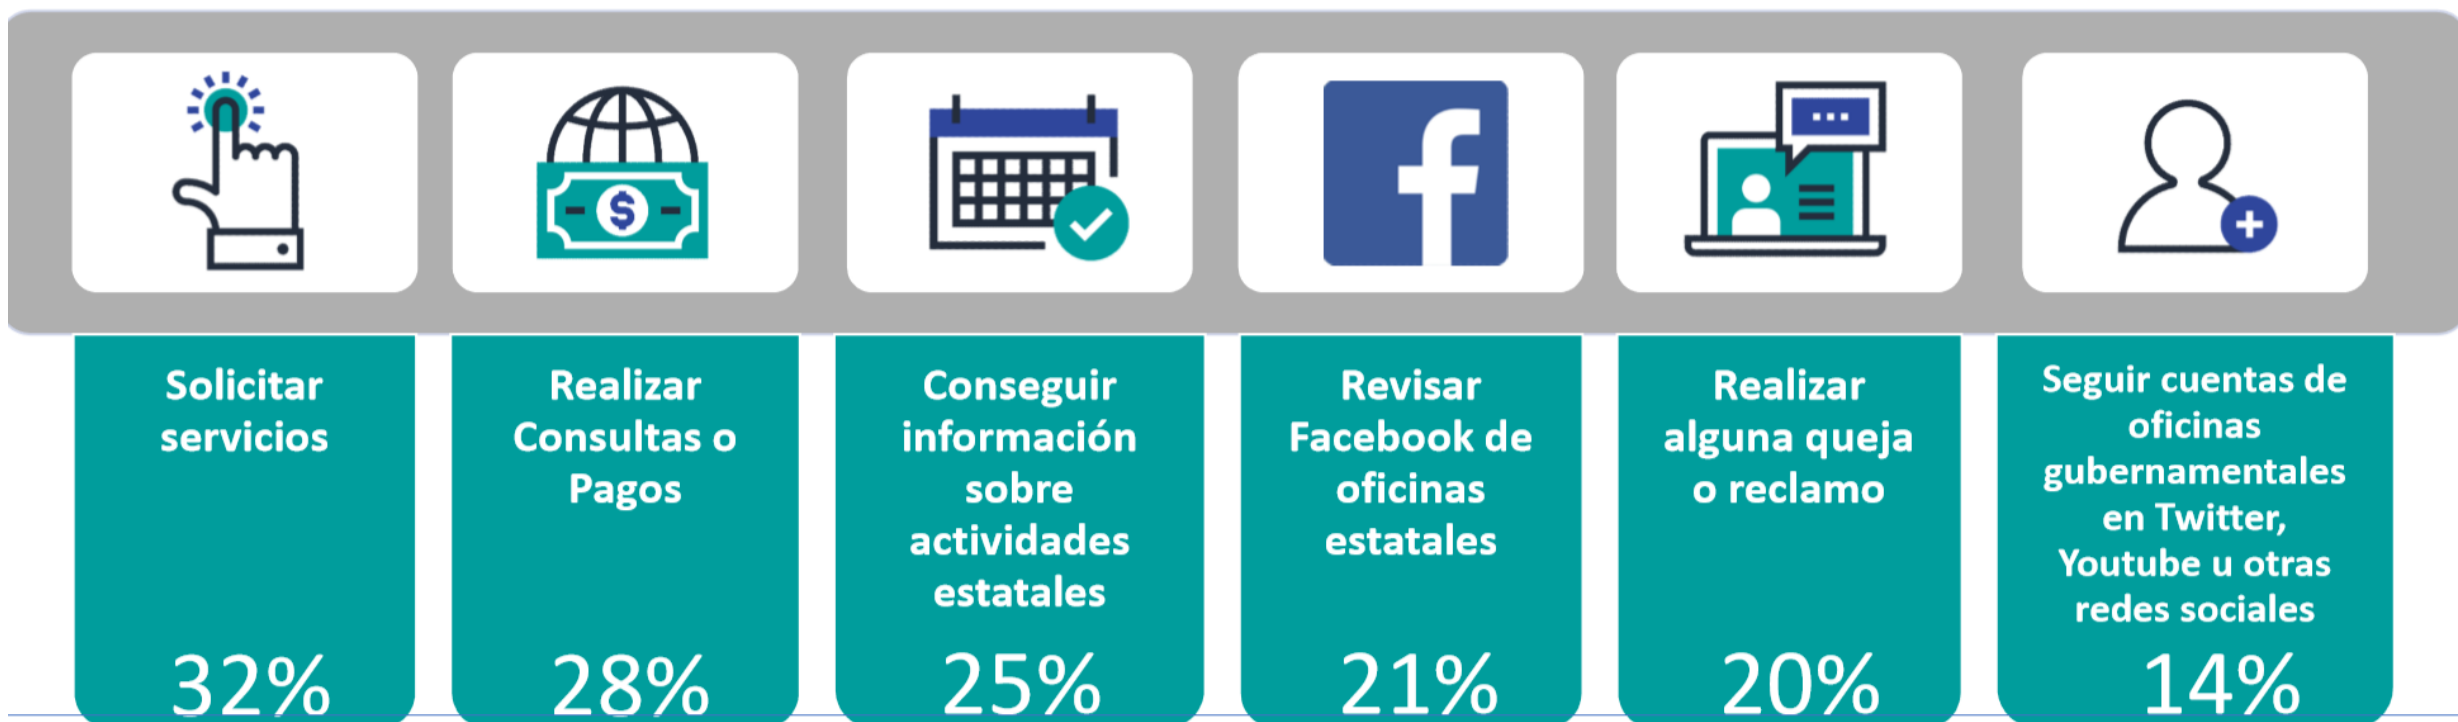 Solicitar
servicios
32%
Realizar
Consultas o
Pagos
28%
Conseguir
información
sobre
actividades
estatales
25%
Revisar
Facebook de
oficinas
estatales
21%
Realizar
alguna queja
o reclamo
20%
Seguir cuentas de
oficinas
gubernamentales
en Twitter,
Youtube u otras
redes sociales
14%